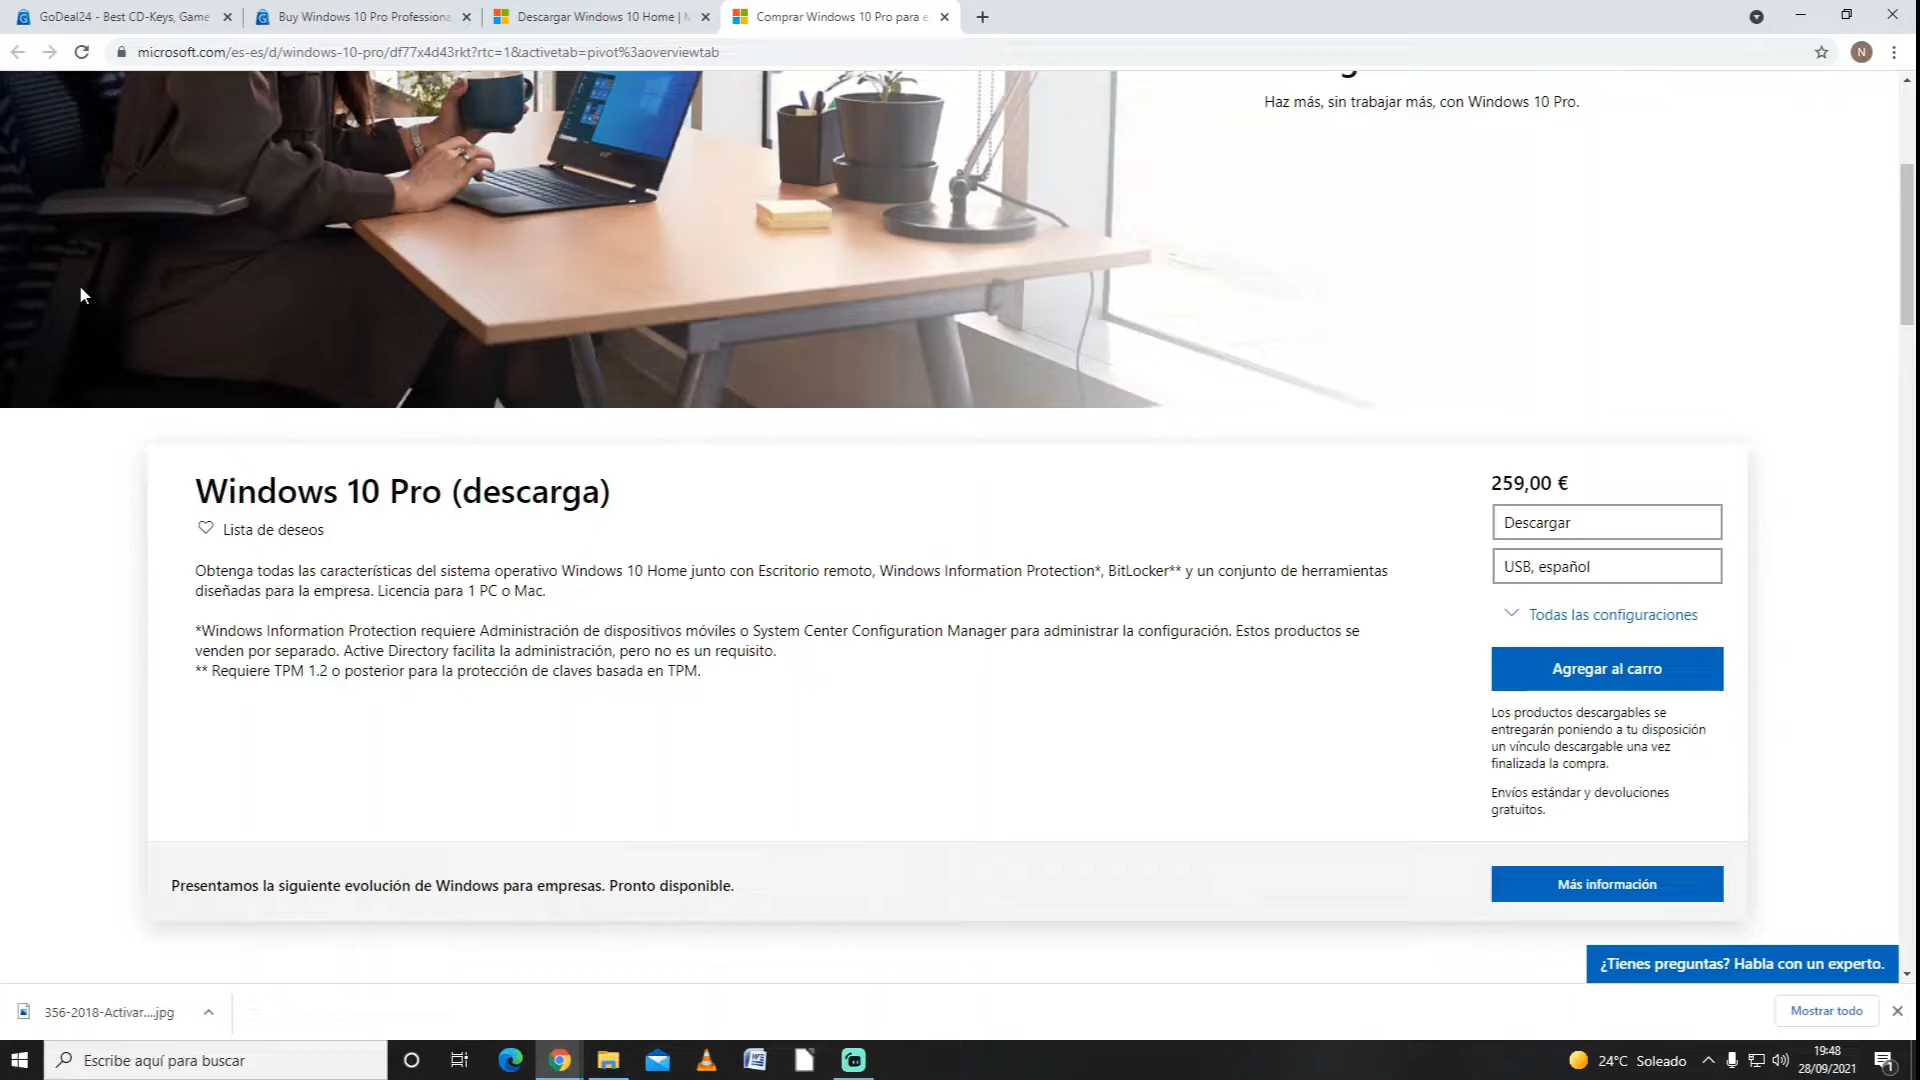 GoDeal24 - Best CD-Keys, Game
Buy Windows 10 Pro Professiona
Descargar Windows 10 Home |
Comprar Windows 10 Pro para e
microsoft.com/es-es/d/windows-10-pro/df77x4d43rkt?rtc=1&activetab=pivot%3aoverviewtab
N
Haz más, sin trabajar más, con Windows 10 Pro.
Windows 10 Pro (descarga)
Lista de deseos
Obtenga todas las características del sistema operativo Windows 10 Home junto con Escritorio remoto, Windows Information Protection*, BitLocker** y un conjunto de herramientas
diseñadas para la empresa. Licencia para 1 PC o Mac.
*Windows Information Protection requiere Administración de dispositivos móviles o System Center Configuration Manager para administrar la configuración. Estos productos se
venden por separado. Active Directory facilita la administración, pero no es un requisito.
** Requiere TPM 1.2 o posterior para la protección de claves basada en TPM.
259,00 €
Descargar
USB, español
Todas las configuraciones
Agregar al carro
Los productos descargables se
entregarán poniendo a tu disposición
un vínculo descargable una vez
finalizada la compra.
Envíos estándar y devoluciones
gratuitos.
Presentamos la siguiente evolución de Windows para empresas. Pronto disponible.
Más información
¿Tienes preguntas? Habla con un experto.
356-2018-Activar....jpg
Mostrar todo
Escribe aquí para buscar
24°C Soleado
19:48
28/09/2021
1